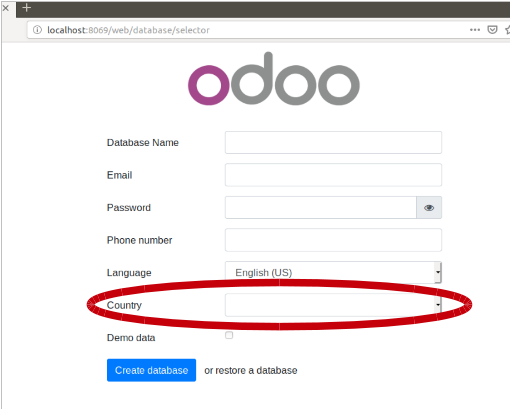 localhost:8069/web/database/selector
odoo
Database Name
Email
Password
Phone number
Language English (US)
Country
Demo data
Create database or restore a database